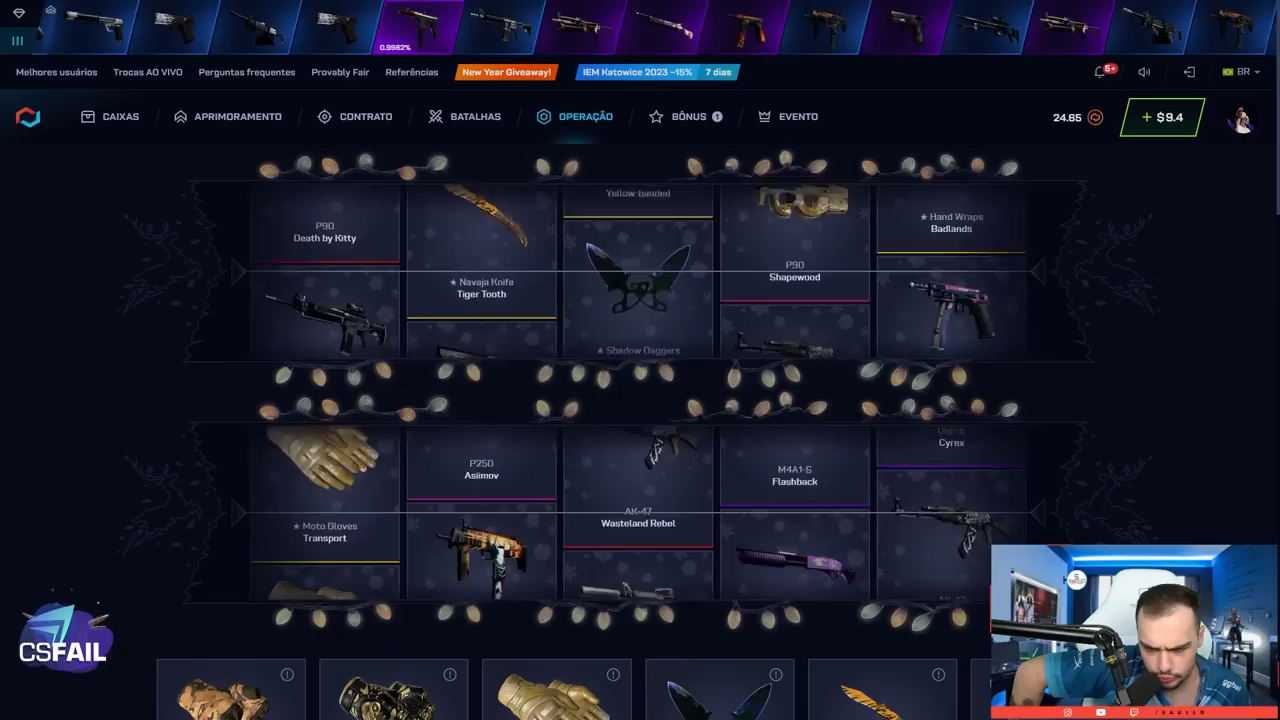 0.9982%
Melhores usuários Trocas AO VIVO Perguntas frequentes Provably Fair Referências New Year Giveaway! IEM Katowice 2023 -15% 7 dias 5+ BR
CAIXAS APRIMORAMENTO CONTRATO BATALHAS OPERAÇÃO BÔNUS 1 EVENTO 24.65 + $9.4
P90
Death by Kitty
★ Navaja Knife
Tiger Tooth
Yellow-banded
★ Shadow Daggers
P90
Shapewood
★ Hand Wraps
Badlands
★ Moto Gloves
Transport
P250
Asiimov
AK-47
Wasteland Rebel
M4A1-S
Flashback
Cyrex
CSFAIL